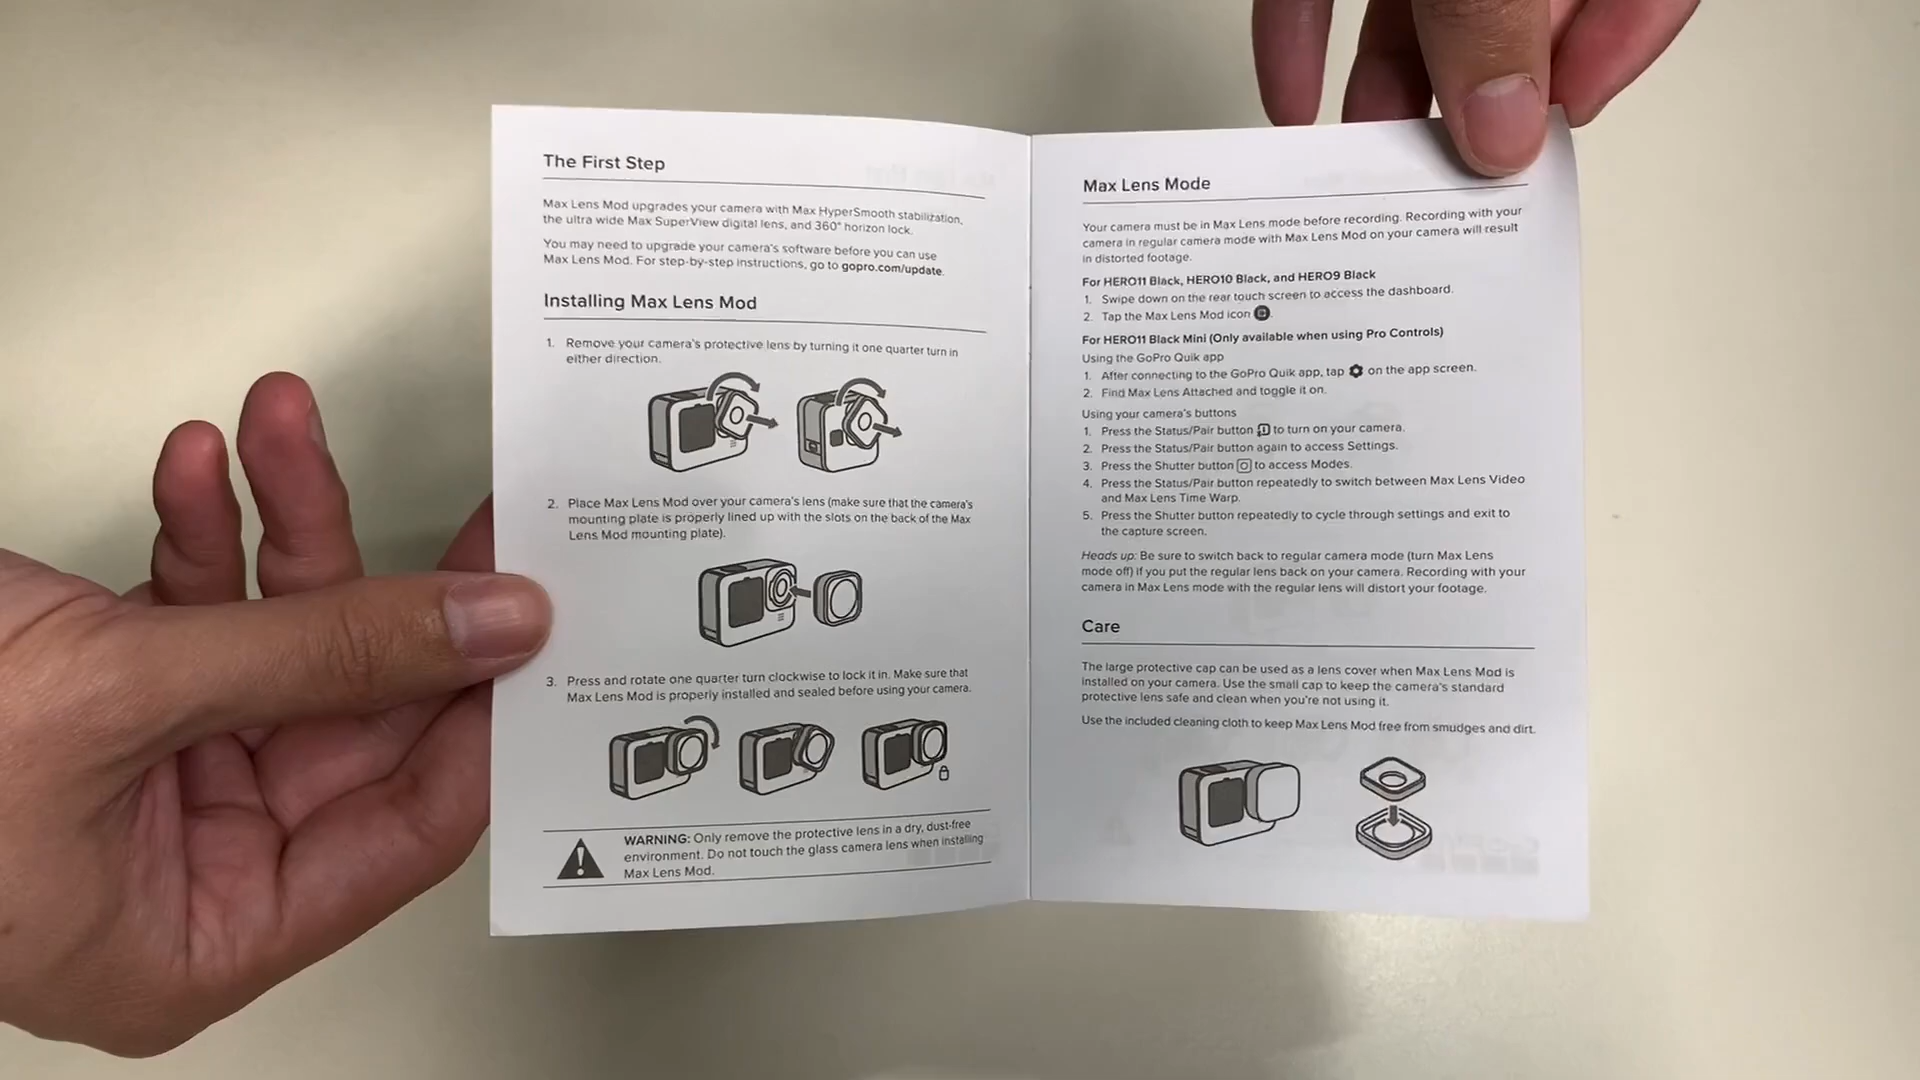 The First Step
Max Lens Mod upgrades your camera with Max HyperSmooth stabilization,
the ultra wide Max SuperView digital lens, and 360° horizon lock.
You may need to upgrade your camera's software before you can use
Max Lens Mod. For step-by-step instructions, go to gopro.com/update.
Installing Max Lens Mod
1. Remove your camera's protective lens by turning it one quarter turn in
either direction.
2. Place Max Lens Mod over your camera's lens (make sure that the camera's
mounting plate is properly lined up with the slots on the back of the Max
Lens Mod mounting plate).
3. Press and rotate one quarter turn clockwise to lock it in. Make sure that
Max Lens Mod is properly installed and sealed before using your camera.
WARNING: Only remove the protective lens in a dry, dust-free
environment. Do not touch the glass camera lens when installing
Max Lens Mod.
Max Lens Mode
Your camera must be in Max Lens mode before recording. Recording with your
camera in regular camera mode with Max Lens Mod on your camera will result
in distorted footage.
For HERO11 Black, HERO10 Black, and HERO9 Black
1. Swipe down on the rear touch screen to access the dashboard.
2. Tap the Max Lens Mod icon .
For HERO11 Black Mini (Only available when using Pro Controls)
Using the GoPro Quik app
1. After connecting to the GoPro Quik app, tap on the app screen.
2. Find Max Lens Attached and toggle it on.
Using your camera's buttons
1. Press the Status/Pair button to turn on your camera.
2. Press the Status/Pair button again to access Settings.
3. Press the Shutter button to access Modes.
4. Press the Status/Pair button repeatedly to switch between Max Lens Video
and Max Lens Time Warp.
5. Press the Shutter button repeatedly to cycle through settings and exit to
the capture screen.
Heads up: Be sure to switch back to regular camera mode (turn Max Lens
mode off) if you put the regular lens back on your camera. Recording with your
camera in Max Lens mode with the regular lens will distort your footage.
Care
The large protective cap can be used as a lens cover when Max Lens Mod is
installed on your camera. Use the small cap to keep the camera's standard
protective lens safe and clean when you're not using it.
Use the included cleaning cloth to keep Max Lens Mod free from smudges and dirt.